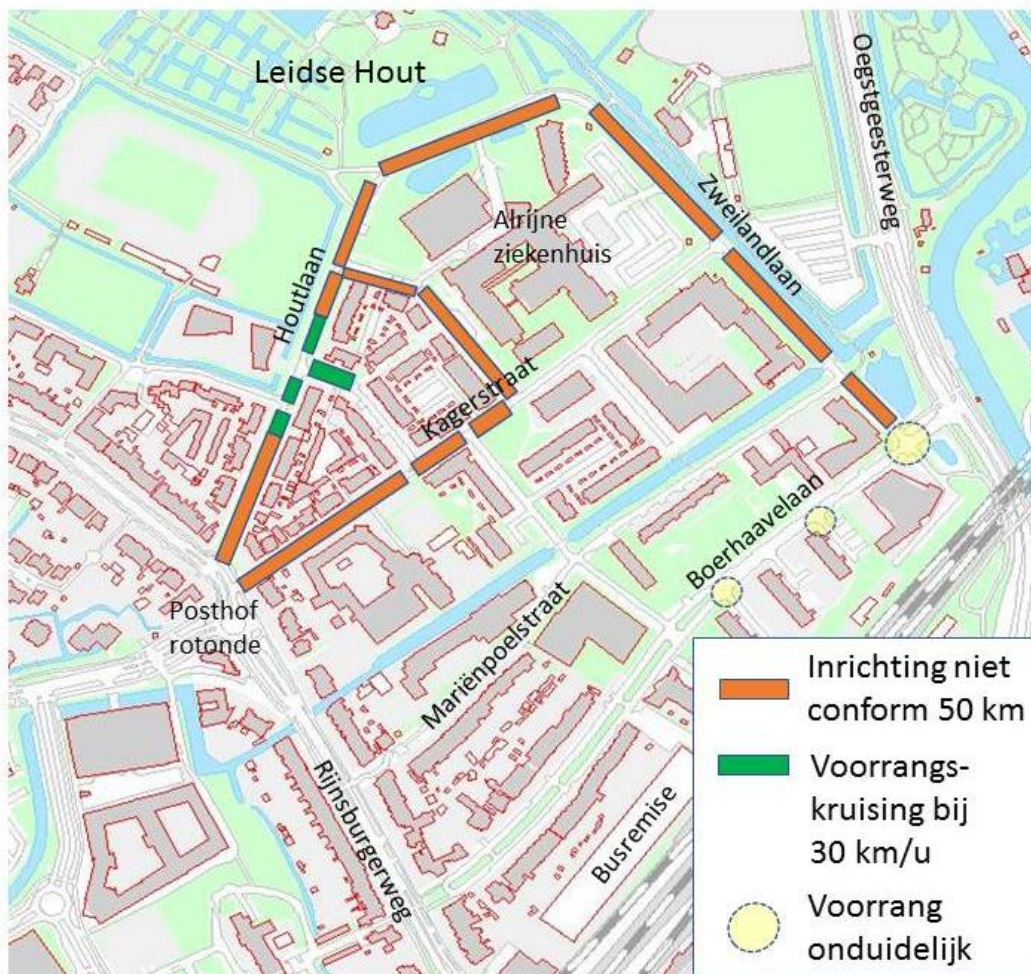 Leidse Hout
Oegstgeesterweg
Zweilandlaan
Alrijne
ziekenhuis
Houtlaan
Kagerstraat
Boerhaavelaan
Posthof
rotonde
Mariënpoelstraat
Rijnsburgerweg
Busremise
Inrichting niet
conform 50 km
Voorrangs-
kruising bij
30 km/u
Voorrang
onduidelijk